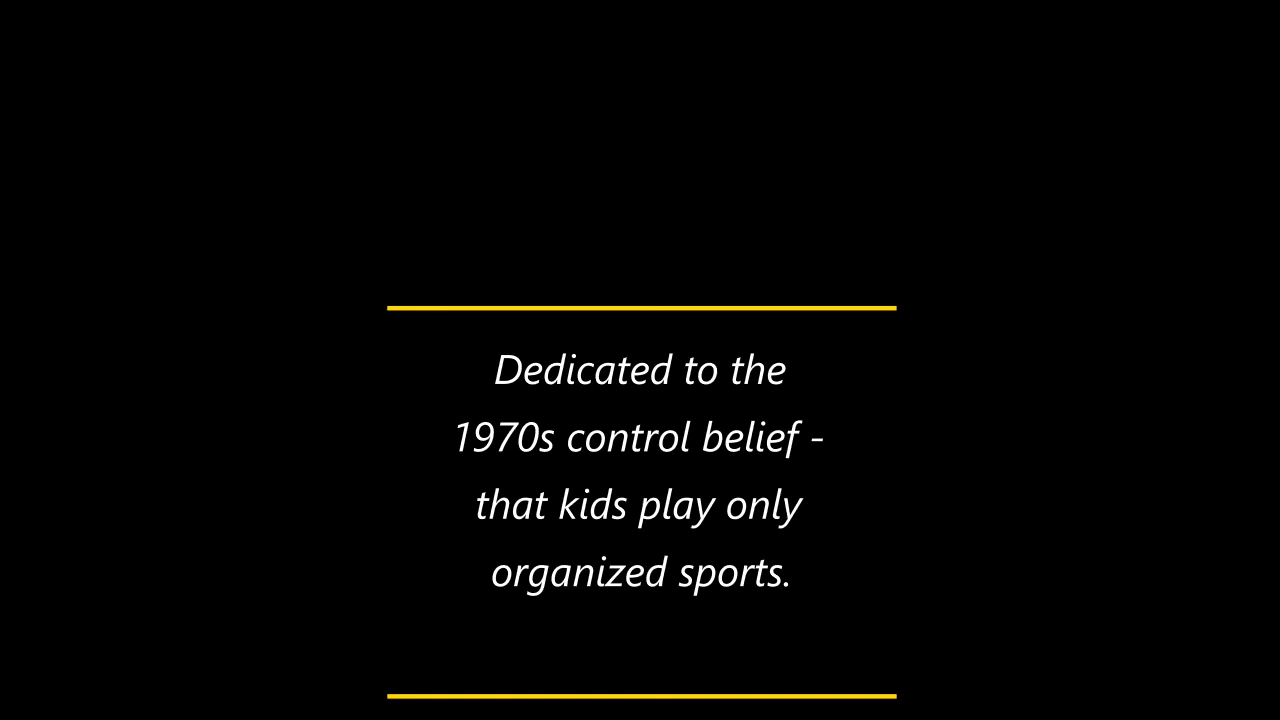 Dedicated to the
1970s control belief -
that kids play only
organized sports.